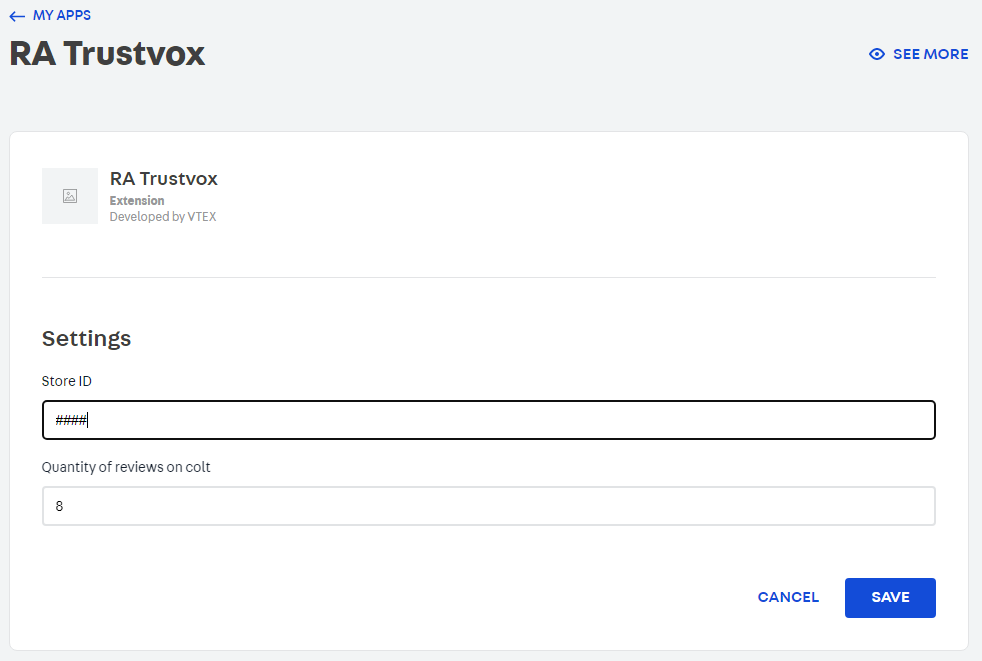 MY APPS
RA Trustvox
SEE MORE
RA Trustvox
Extension
Developed by VTEX
Settings
Store ID
####
Quantity of reviews on colt
8
CANCEL
SAVE